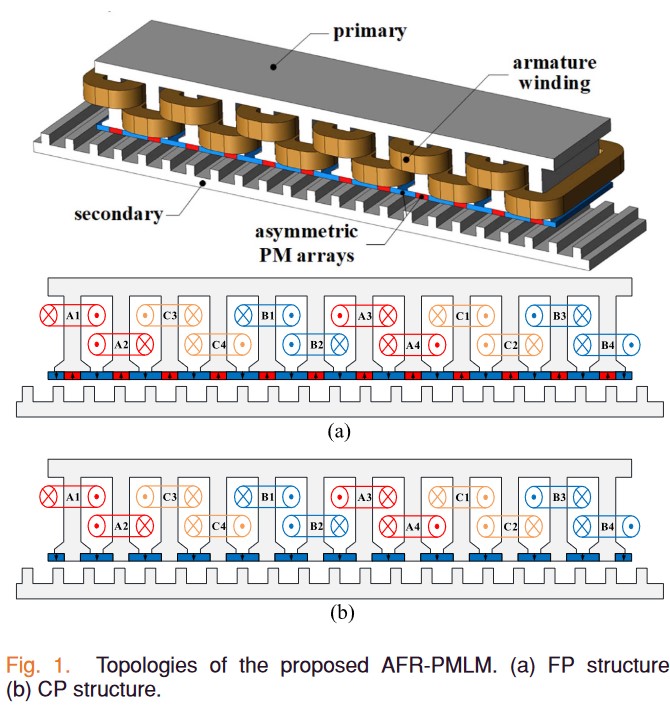 primary
armature
winding
secondary
asymmetric
PM arrays
A1 C3 B1 A3 C1 B3
A2 C4 B2 A4 C2 B4
(a)
A1 C3 B1 A3 C1 B3
A2 C4 B2 A4 C2 B4
(b)
Fig. 1. Topologies of the proposed AFR-PMLM. (a) FP structure
(b) CP structure.